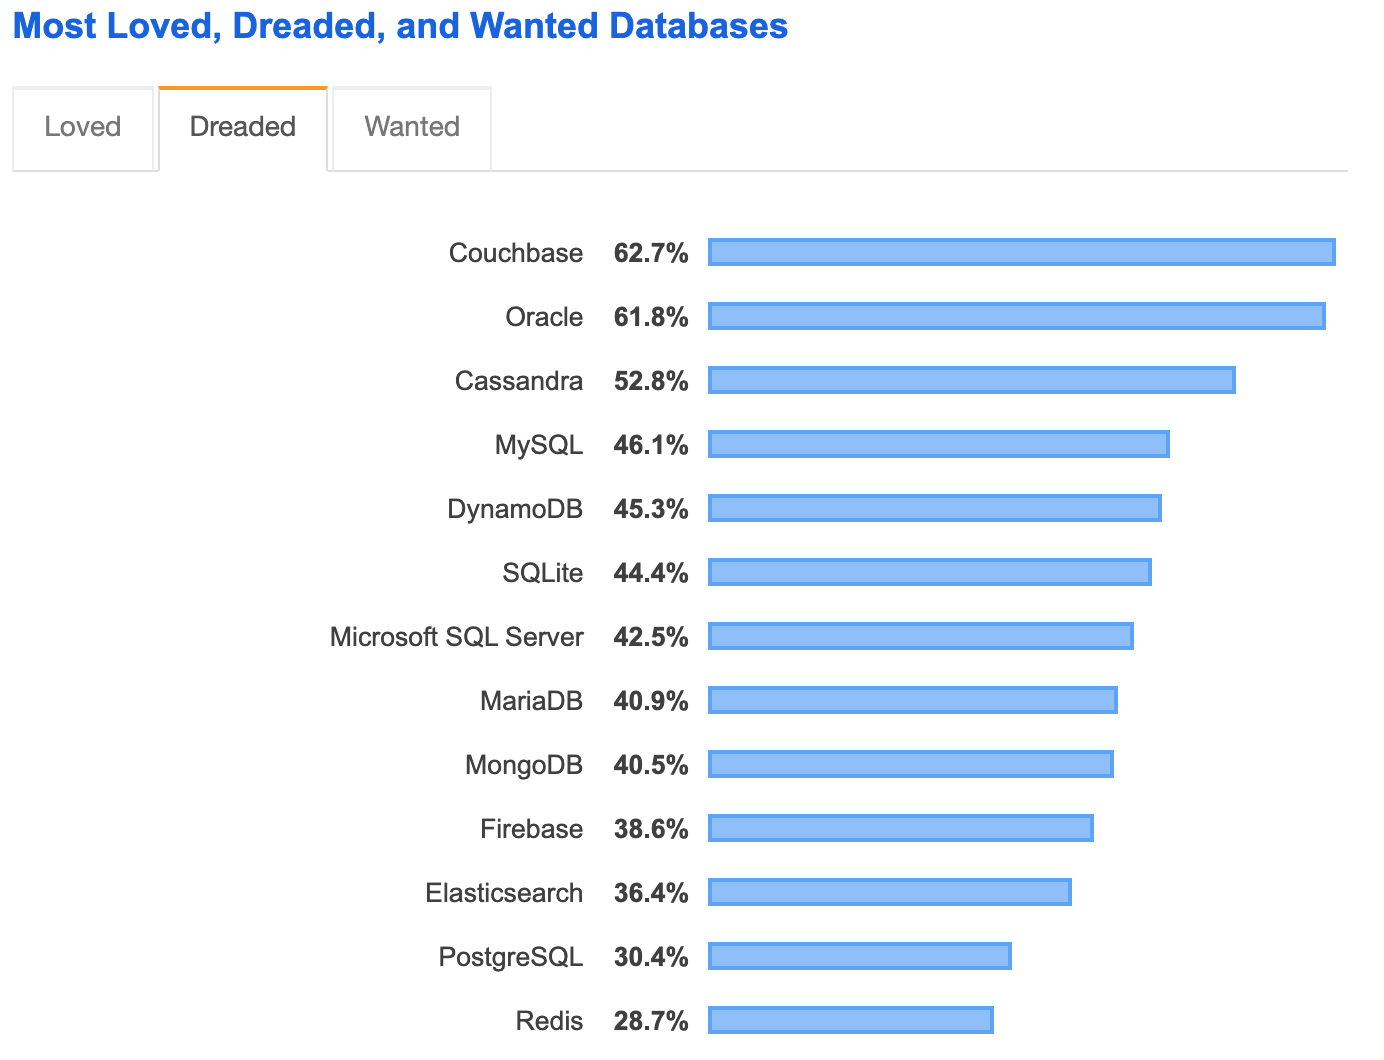 Most Loved, Dreaded, and Wanted Databases
Loved Dreaded Wanted
Couchbase 62.7%
Oracle 61.8%
Cassandra 52.8%
MySQL 46.1%
DynamoDB 45.3%
SQLite 44.4%
Microsoft SQL Server 42.5%
MariaDB 40.9%
MongoDB 40.5%
Firebase 38.6%
Elasticsearch 36.4%
PostgreSQL 30.4%
Redis 28.7%